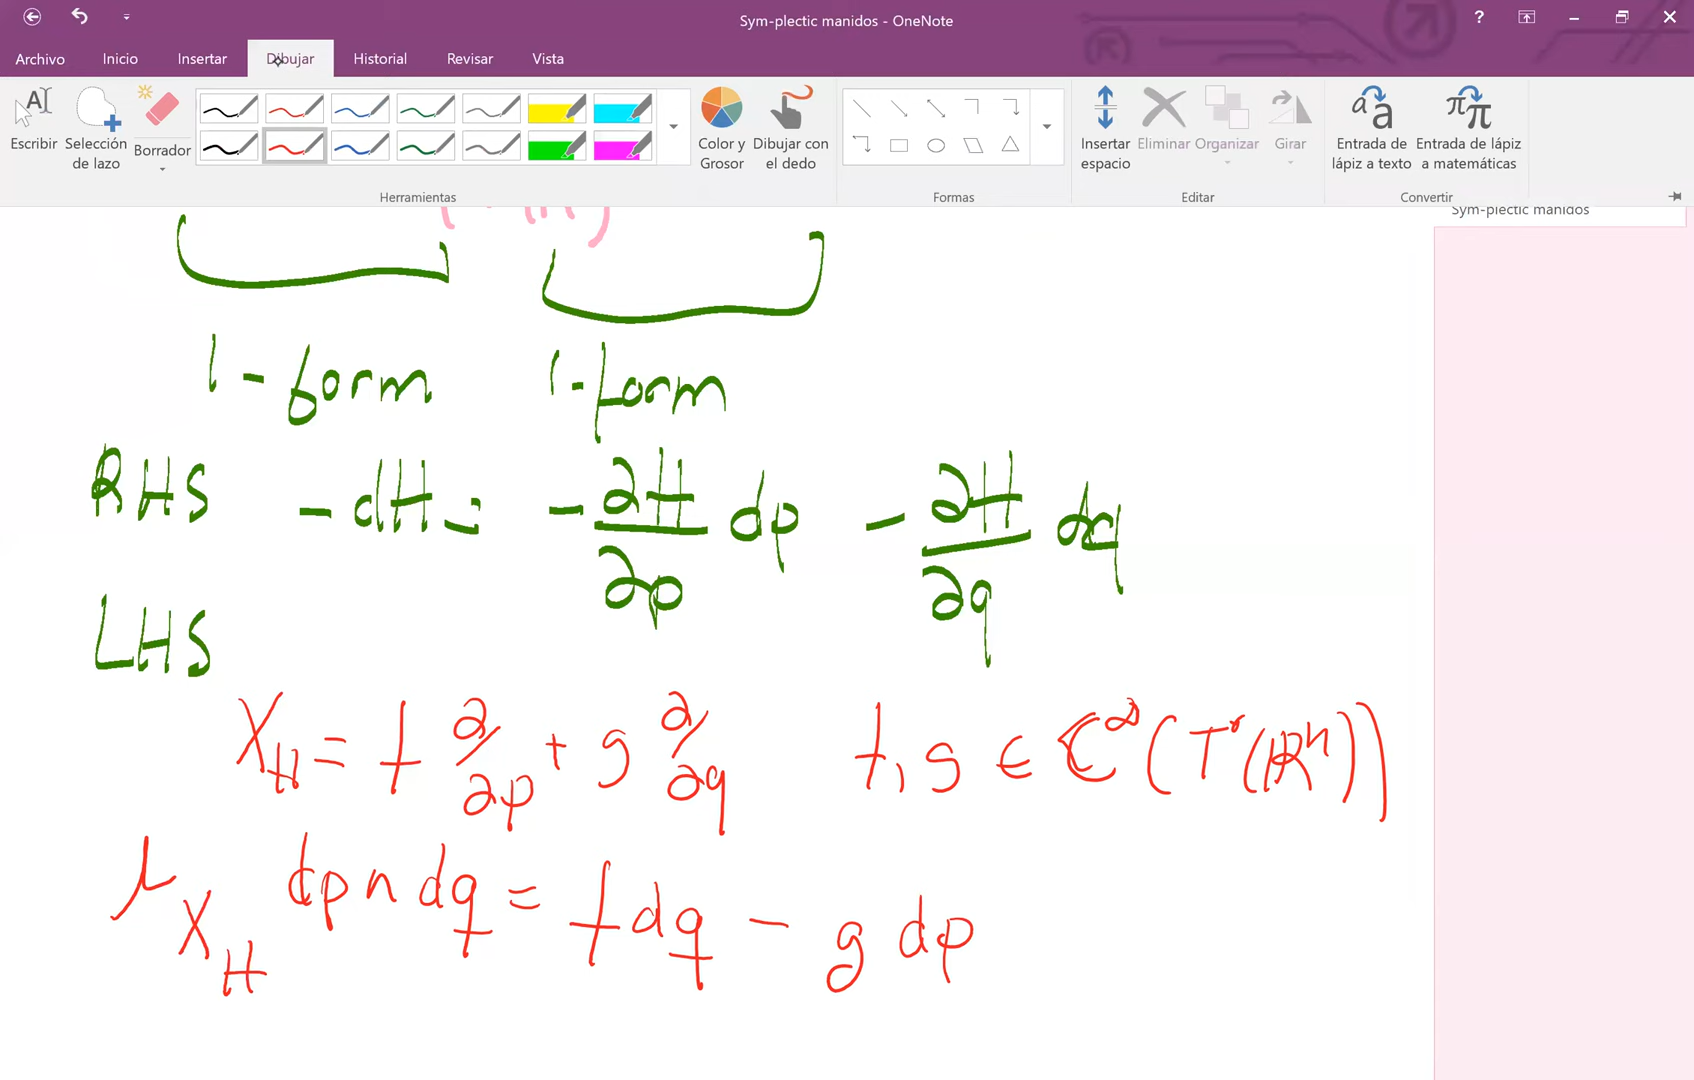 Sym-plectic manidos - OneNote
?
Archivo Inicio Insertar Dibujar Historial Revisar Vista
Escribir
Selección de lazo
Borrador
Color y Grosor
Dibujar con el dedo
Insertar espacio
Eliminar
Organizar
Girar
Entrada de lápiz a texto
Entrada de lápiz a matemáticas
Herramientas Formas Editar Convertir
Sym-plectic manidos
1-form 1-form
RHS -dH = -∂H/∂p dp - ∂H/∂q dq
LHS
X_H = f ∂/∂p + g ∂/∂q f, g ∈ C^∞(T*(ℝ^n))
μ_{X_H} dp ∧ dq = f dq - g dp